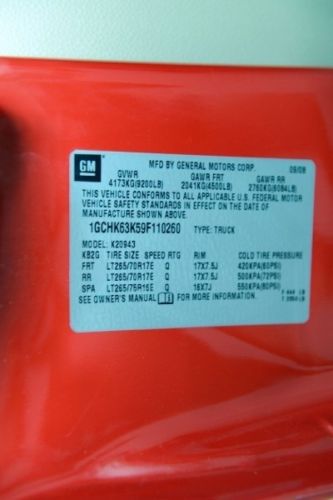 GM
MFD BY GENERAL MOTORS CORP 09/08
GVWR GAWR FRT GAWR RR
4173KG(9200LB) 2041KG(4500LB) 2760KG(6084LB)
THIS VEHICLE CONFORMS TO ALL APPLICABLE U.S. FEDERAL MOTOR
VEHICLE SAFETY STANDARDS IN EFFECT ON THE DATE OF
MANUFACTURE SHOWN ABOVE.
1GCHK63K59F110260 TYPE: TRUCK
MODEL: K20943
KB2G TIRE SIZE SPEED RTG RIM COLD TIRE PRESSURE
FRT LT265/70R17E Q 17X7.5J 420KPA(60PSI)
RR LT265/70R17E Q 17X7.5J 500KPA(72PSI)
SPA LT265/75R16E Q 16X7J 550KPA(80PSI)
SEE OWNER'S MANUAL FOR MORE INFORMATION